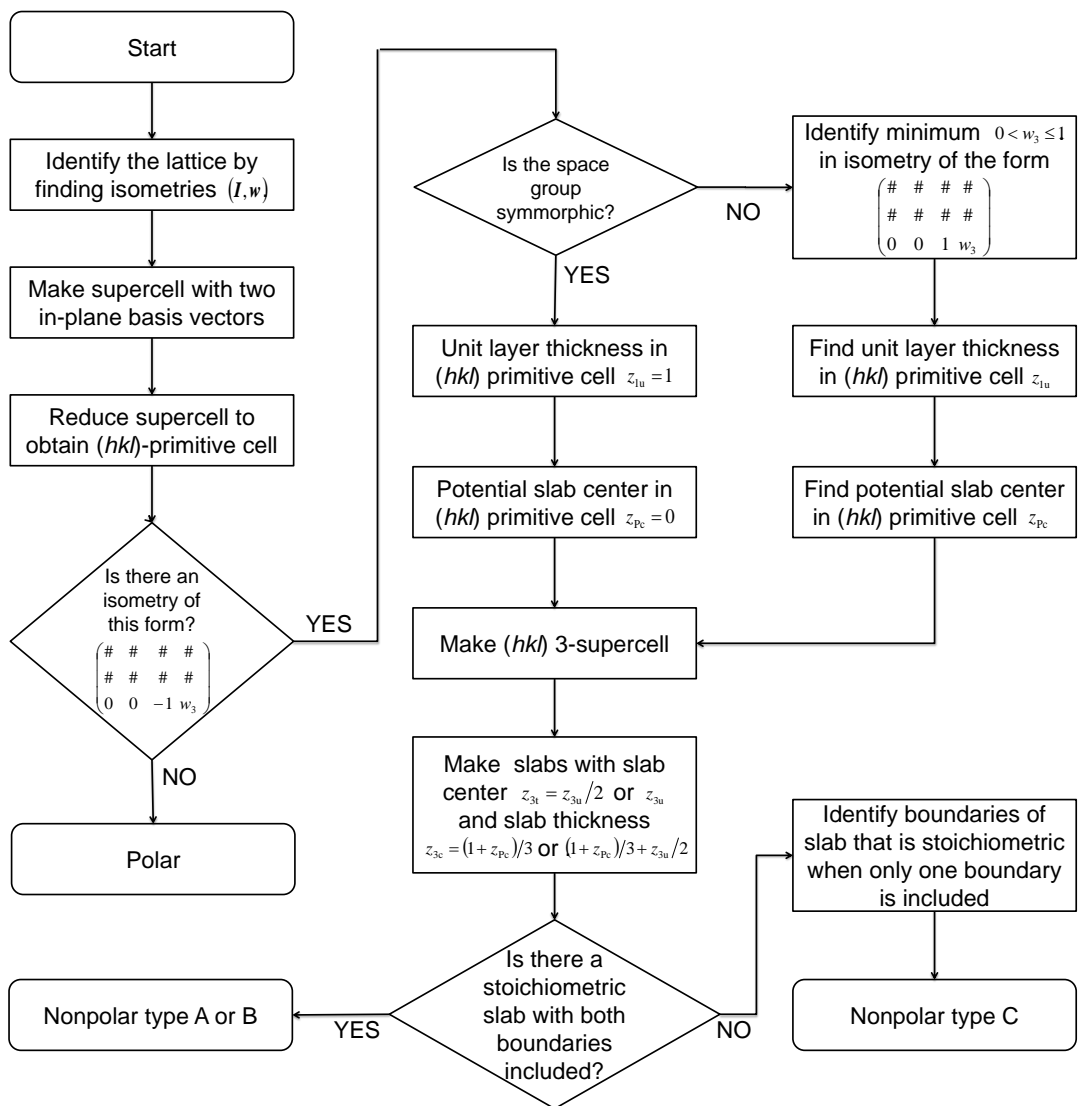 Start
Identify the lattice by
finding isometries (I,w)
Make supercell with two
in-plane basis vectors
Reduce supercell to
obtain (hkl)-primitive cell
Is there an
isometry of
this form?
# # # #
# # # #
0 0 −1 w₃
YES
NO
Polar
Is the space
group
symmorphic?
NO
YES
Identify minimum 0 < w₃ ≤ 1
in isometry of the form
# # # #
# # # #
0 0 1 w₃
Unit layer thickness in
(hkl) primitive cell z₁ᵤ = 1
Find unit layer thickness
in (hkl) primitive cell z₁ᵤ
Potential slab center in
(hkl) primitive cell z_Pc = 0
Find potential slab center
in (hkl) primitive cell z_Pc
Make (hkl) 3-supercell
Make slabs with slab
center z₃ₜ = z₃ᵤ/2 or z₃ᵤ
and slab thickness
z_3c = (1 + z_Pc)/3 or (1 + z_Pc)/3 + z₃ᵤ/2
Identify boundaries of
slab that is stoichiometric
when only one boundary
is included
Is there a
stoichiometric
slab with both
boundaries
included?
YES
NO
Nonpolar type A or B
Nonpolar type C